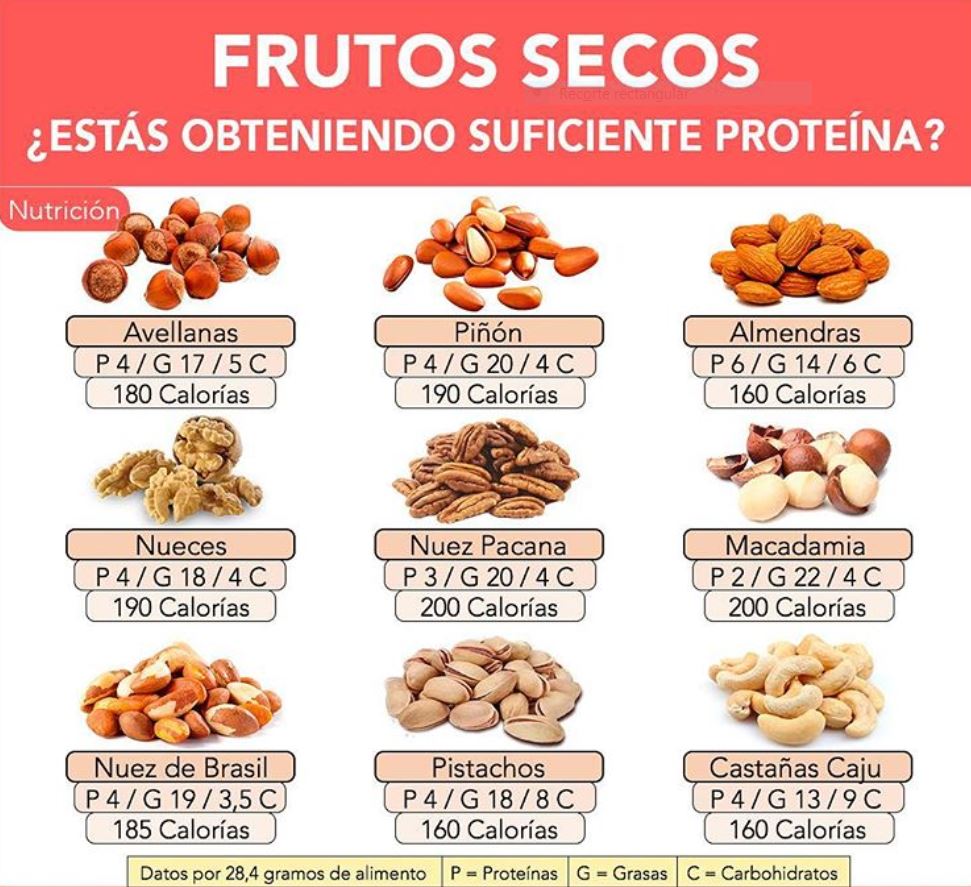 FRUTOS SECOS
Recorte rectangular
¿ESTÁS OBTENIENDO SUFICIENTE PROTEÍNA?
Nutrición
Avellanas
P 4 / G 17 / 5 C
180 Calorías
Piñón
P 4 / G 20 / 4 C
190 Calorías
Almendras
P 6 / G 14 / 6 C
160 Calorías
Nueces
P 4 / G 18 / 4 C
190 Calorías
Nuez Pacana
P 3 / G 20 / 4 C
200 Calorías
Macadamia
P 2 / G 22 / 4 C
200 Calorías
Nuez de Brasil
P 4 / G 19 / 3,5 C
185 Calorías
Pistachos
P 4 / G 18 / 8 C
160 Calorías
Castañas Caju
P 4 / G 13 / 9 C
160 Calorías
Datos por 28,4 gramos de alimento
P = Proteínas
G = Grasas
C = Carbohidratos